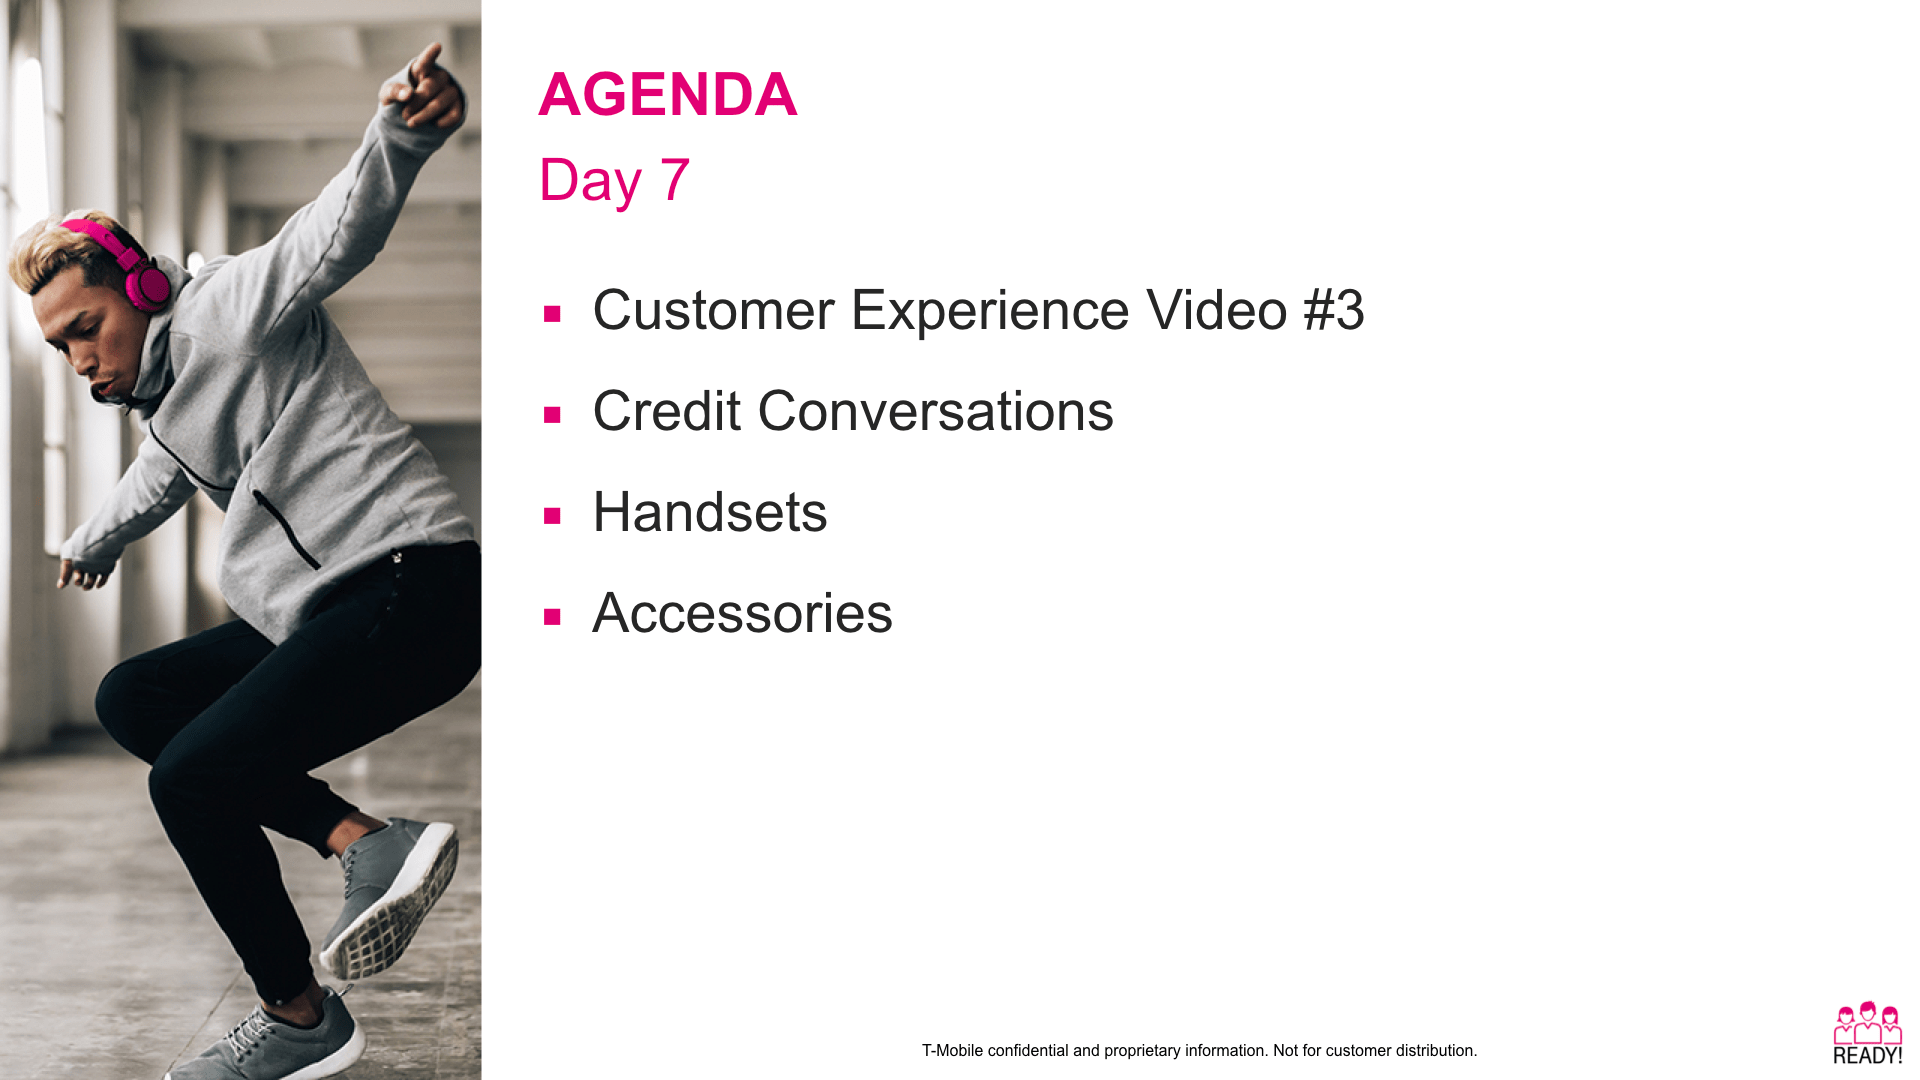 AGENDA
Day 7
▪ Customer Experience Video #3
▪ Credit Conversations
▪ Handsets
▪ Accessories
T-Mobile confidential and proprietary information. Not for customer distribution.
READY!